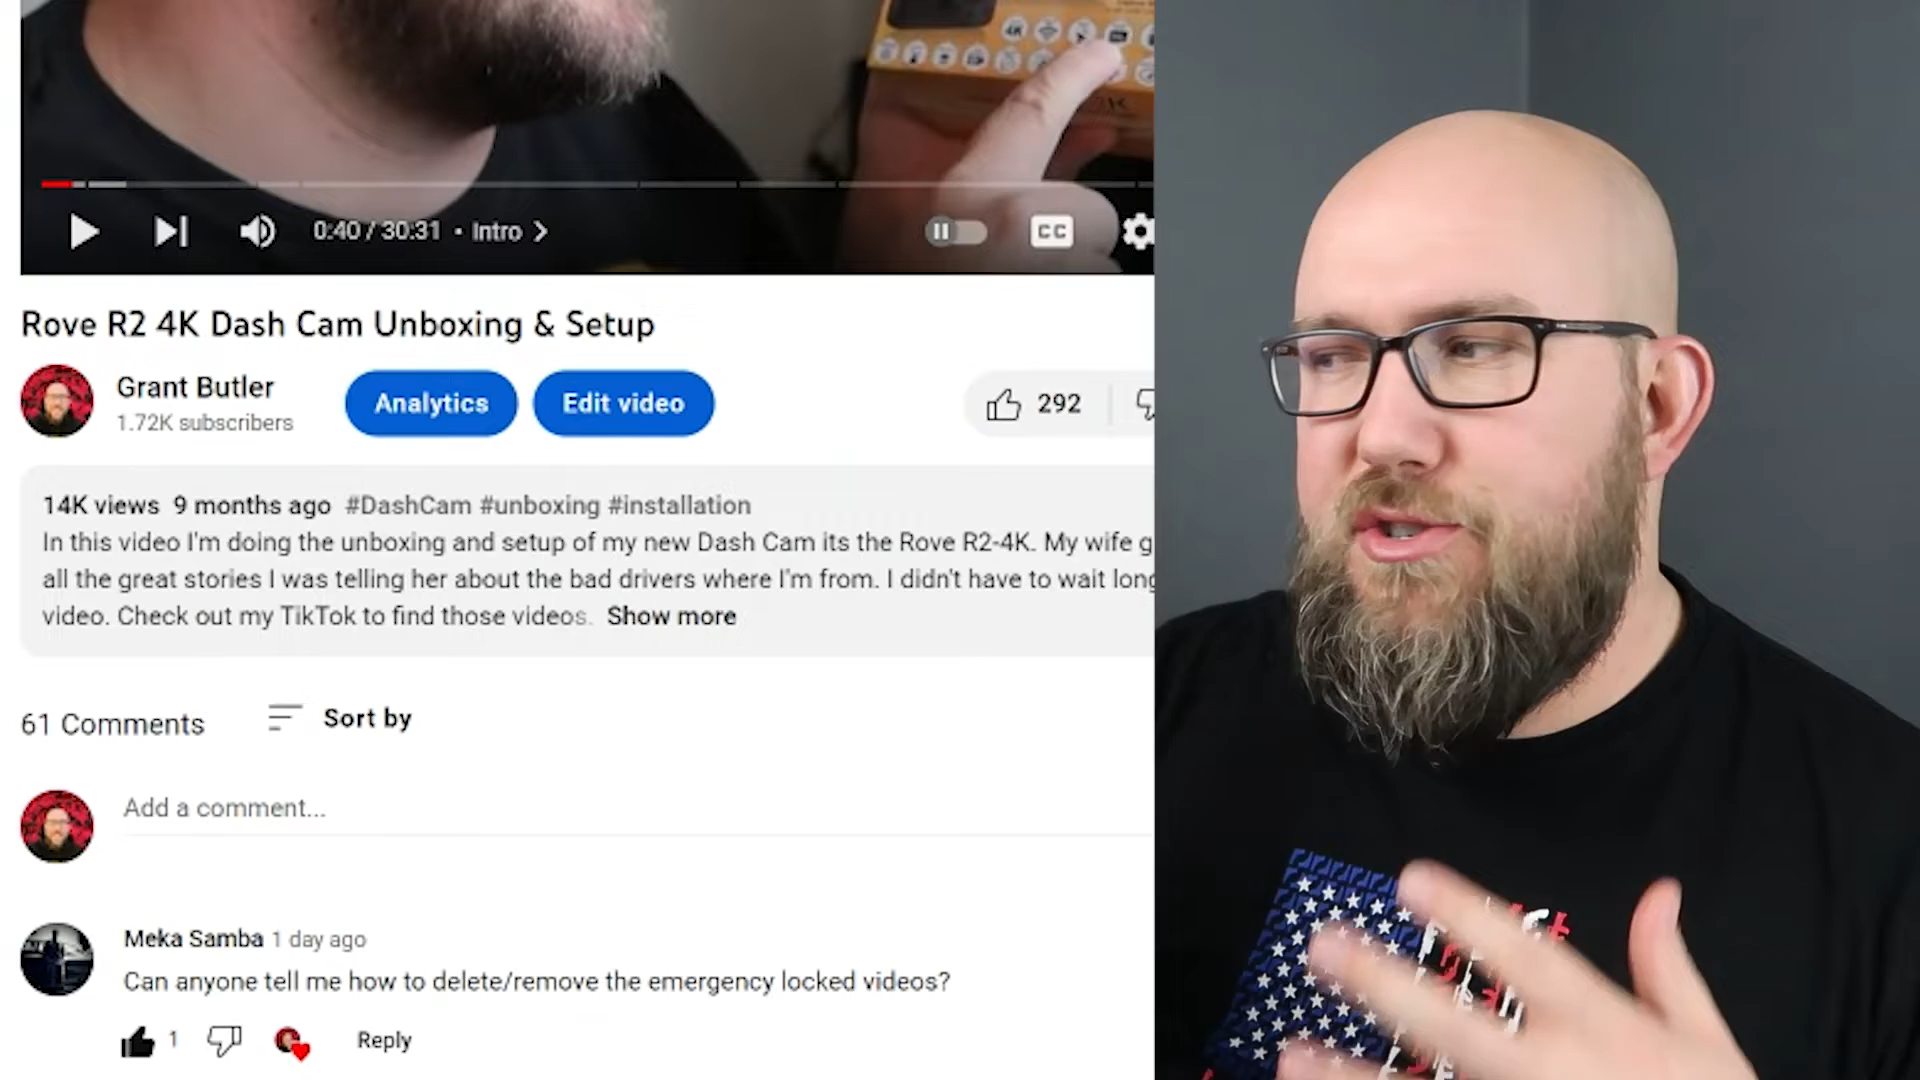 4K
0:40 / 30:31 • Intro
CC
Rove R2 4K Dash Cam Unboxing & Setup
Grant Butler
1.72K subscribers
Analytics
Edit video
292
14K views 9 months ago #DashCam #unboxing #installation
In this video I'm doing the unboxing and setup of my new Dash Cam its the Rove R2-4K. My wife g
all the great stories I was telling her about the bad drivers where I'm from. I didn't have to wait long
video. Check out my TikTok to find those videos. Show more
61 Comments
Sort by
Add a comment...
Meka Samba 1 day ago
Can anyone tell me how to delete/remove the emergency locked videos?
1
Reply